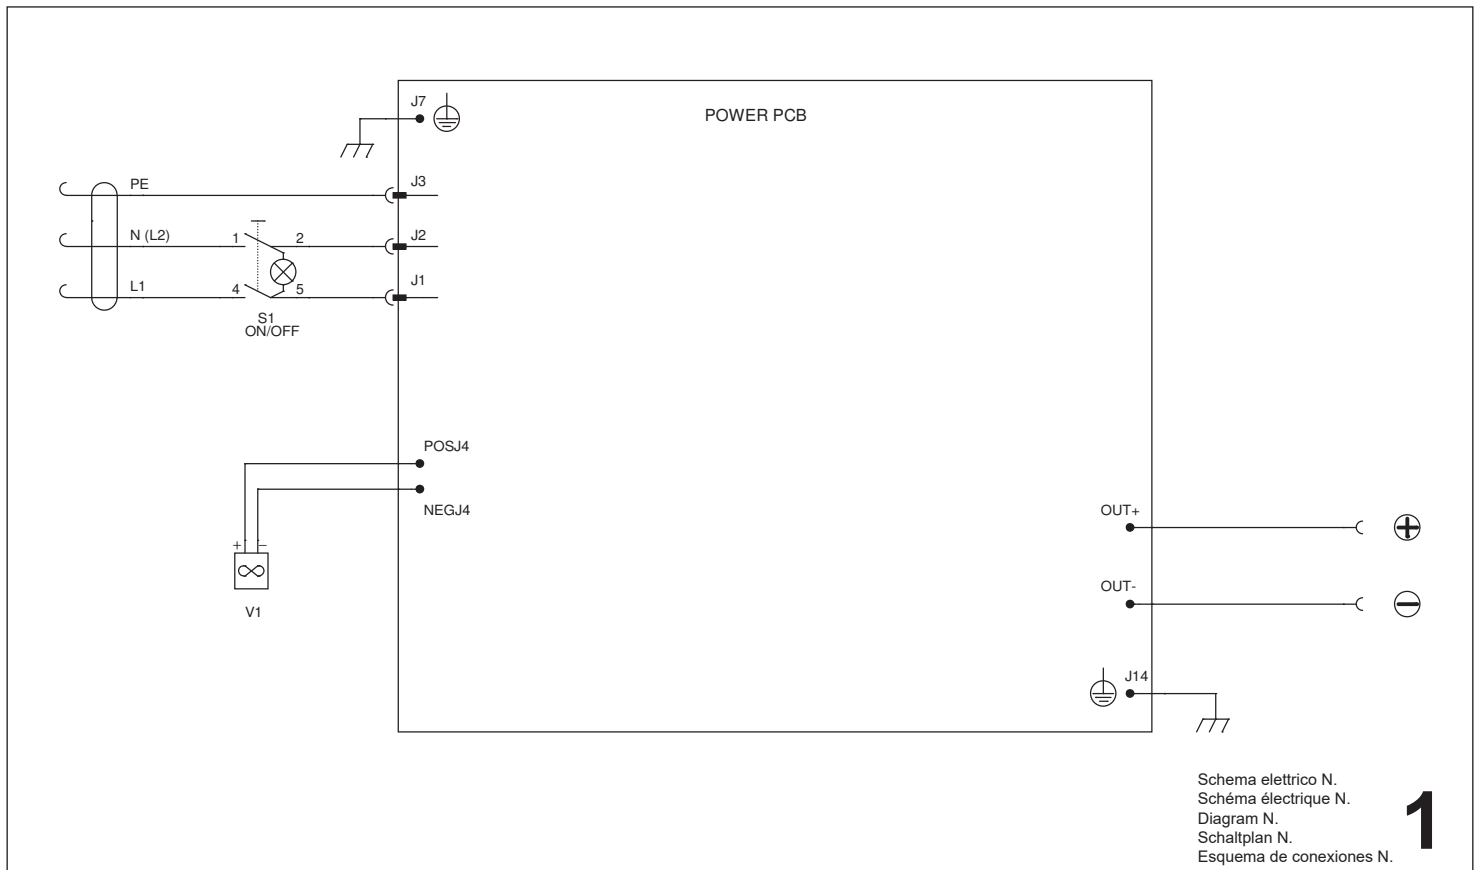 J7
POWER PCB
PE
J3
N (L2)
1
2
J2
L1
4
5
J1
S1
ON/OFF
POSJ4
NEGJ4
+
–
V1
OUT+
OUT-
J14
Schema elettrico N.
Schéma électrique N.
Diagram N.
Schaltplan N.
Esquema de conexiones N.
1